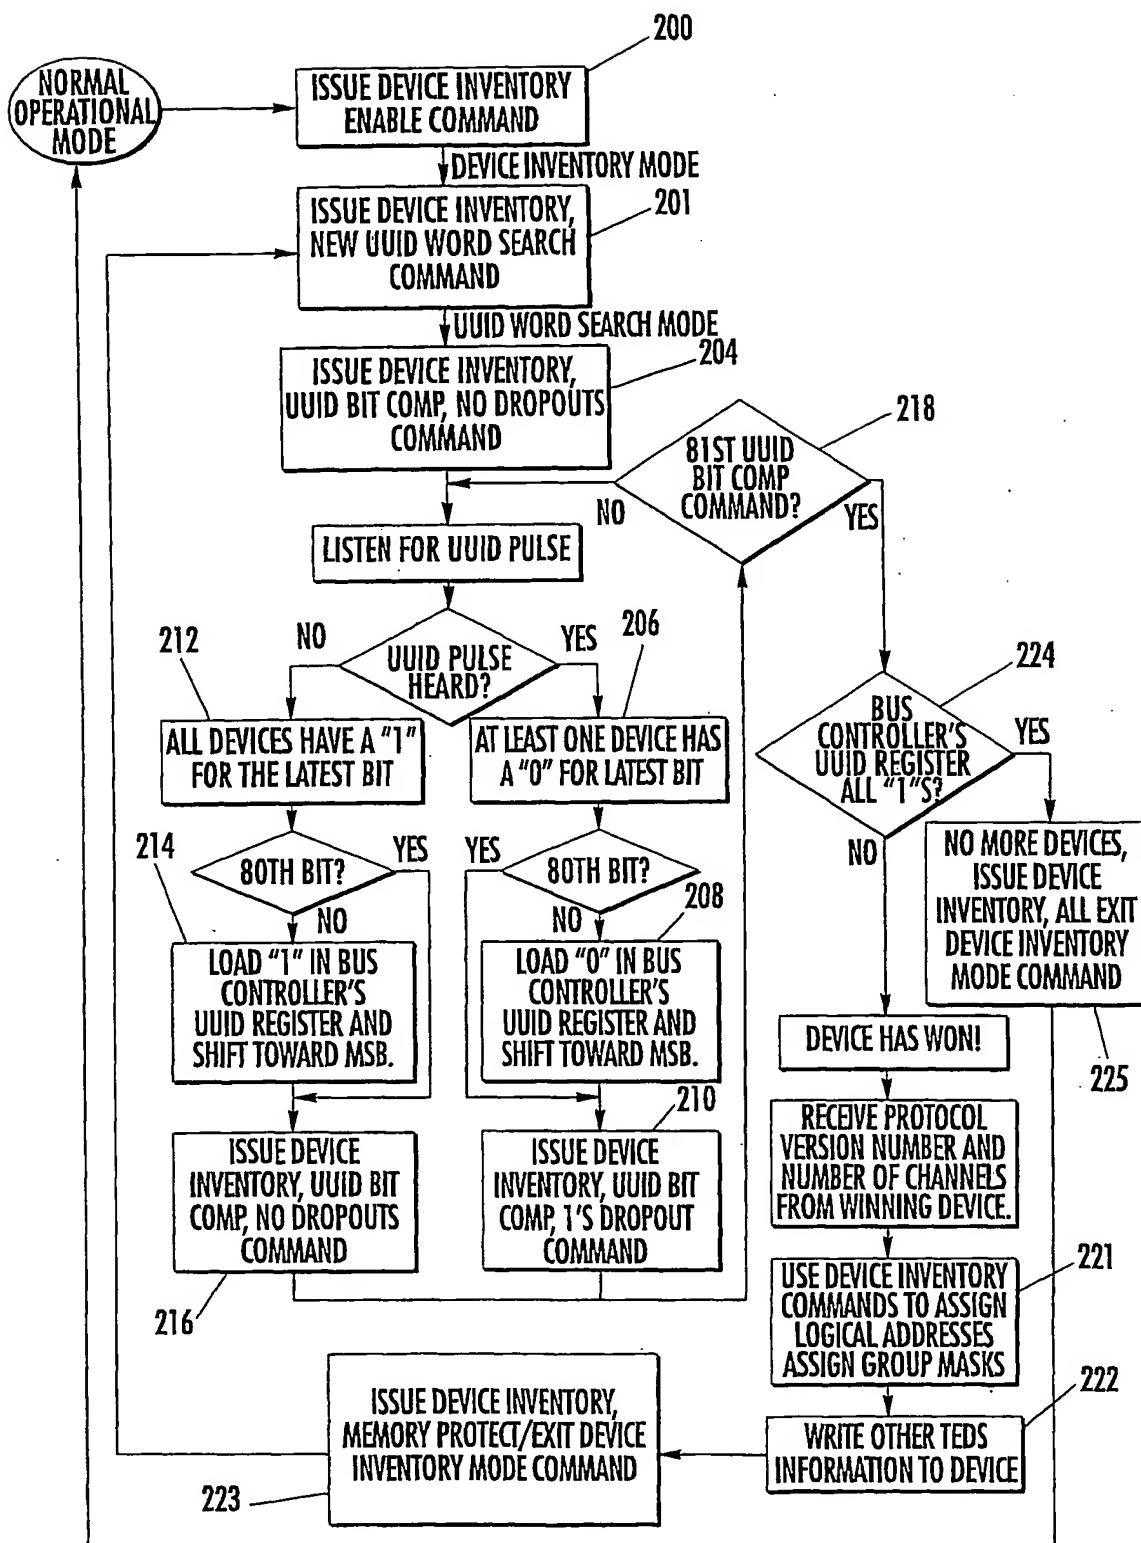 200
NORMAL
OPERATIONAL
MODE
ISSUE DEVICE INVENTORY
ENABLE COMMAND
DEVICE INVENTORY MODE
201
ISSUE DEVICE INVENTORY,
NEW UUID WORD SEARCH
COMMAND
UUID WORD SEARCH MODE
204
ISSUE DEVICE INVENTORY,
UUID BIT COMP, NO DROPOUTS
COMMAND
218
81ST UUID
BIT COMP
COMMAND?
NO
YES
LISTEN FOR UUID PULSE
212
NO
UUID PULSE
HEARD?
YES
206
224
ALL DEVICES HAVE A "1"
FOR THE LATEST BIT
AT LEAST ONE DEVICE HAS
A "0" FOR LATEST BIT
BUS
CONTROLLER'S
UUID REGISTER
ALL "1"S?
YES
NO
214
80TH BIT?
YES
NO
YES
80TH BIT?
NO
208
NO MORE DEVICES,
ISSUE DEVICE
INVENTORY, ALL EXIT
DEVICE INVENTORY
MODE COMMAND
225
LOAD "1" IN BUS
CONTROLLER'S
UUID REGISTER AND
SHIFT TOWARD MSB.
LOAD "0" IN BUS
CONTROLLER'S
UUID REGISTER AND
SHIFT TOWARD MSB.
DEVICE HAS WON!
210
ISSUE DEVICE
INVENTORY, UUID BIT
COMP, NO DROPOUTS
COMMAND
216
ISSUE DEVICE
INVENTORY, UUID BIT
COMP, 1'S DROPOUT
COMMAND
RECEIVE PROTOCOL
VERSION NUMBER AND
NUMBER OF CHANNELS
FROM WINNING DEVICE.
221
USE DEVICE INVENTORY
COMMANDS TO ASSIGN
LOGICAL ADDRESSES
ASSIGN GROUP MASKS
222
WRITE OTHER TEDS
INFORMATION TO DEVICE
ISSUE DEVICE INVENTORY,
MEMORY PROTECT/EXIT DEVICE
INVENTORY MODE COMMAND
223